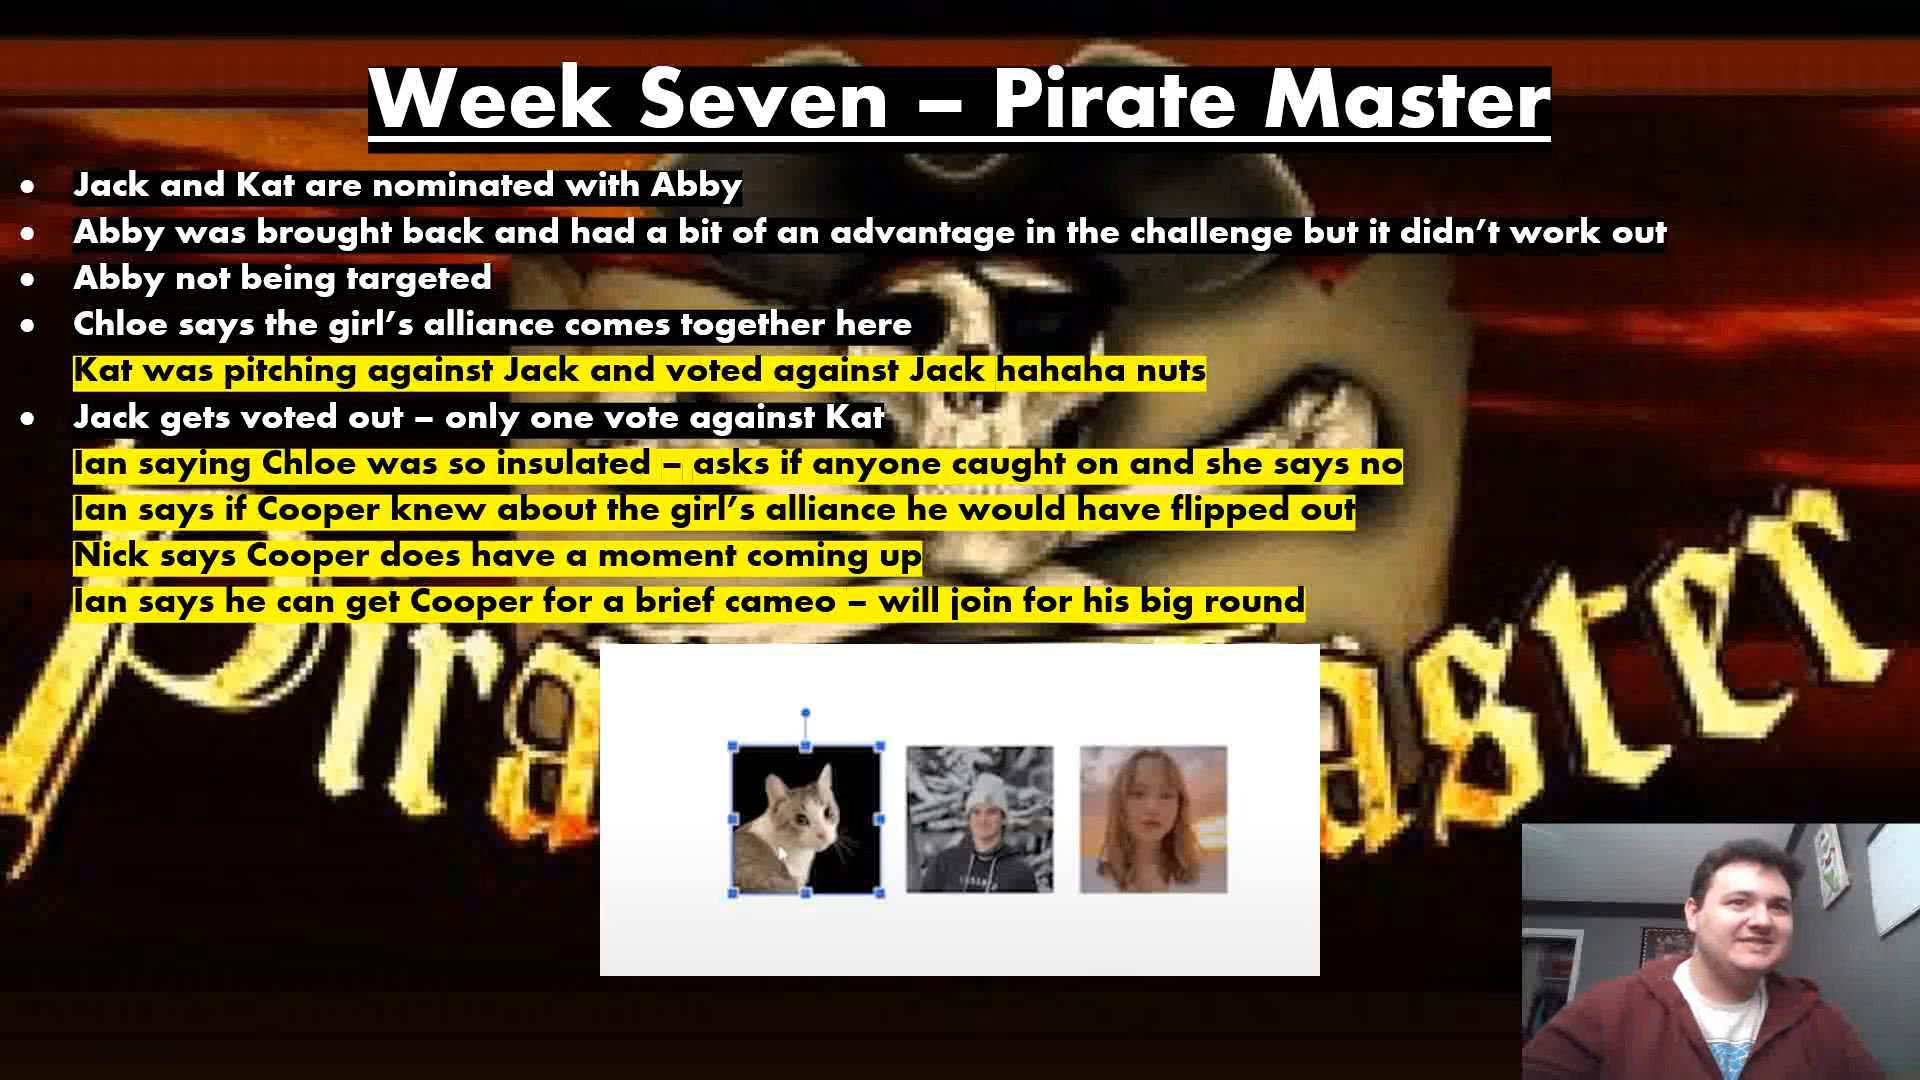 Week Seven – Pirate Master
Jack and Kat are nominated with Abby
Abby was brought back and had a bit of an advantage in the challenge but it didn't work out
Abby not being targeted
Chloe says the girl's alliance comes together here
Kat was pitching against Jack and voted against Jack hahaha nuts
Jack gets voted out – only one vote against Kat
Ian saying Chloe was so insulated – asks if anyone caught on and she says no
Ian says if Cooper knew about the girl's alliance he would have flipped out
Nick says Cooper does have a moment coming up
Ian says he can get Cooper for a brief cameo – will join for his big round